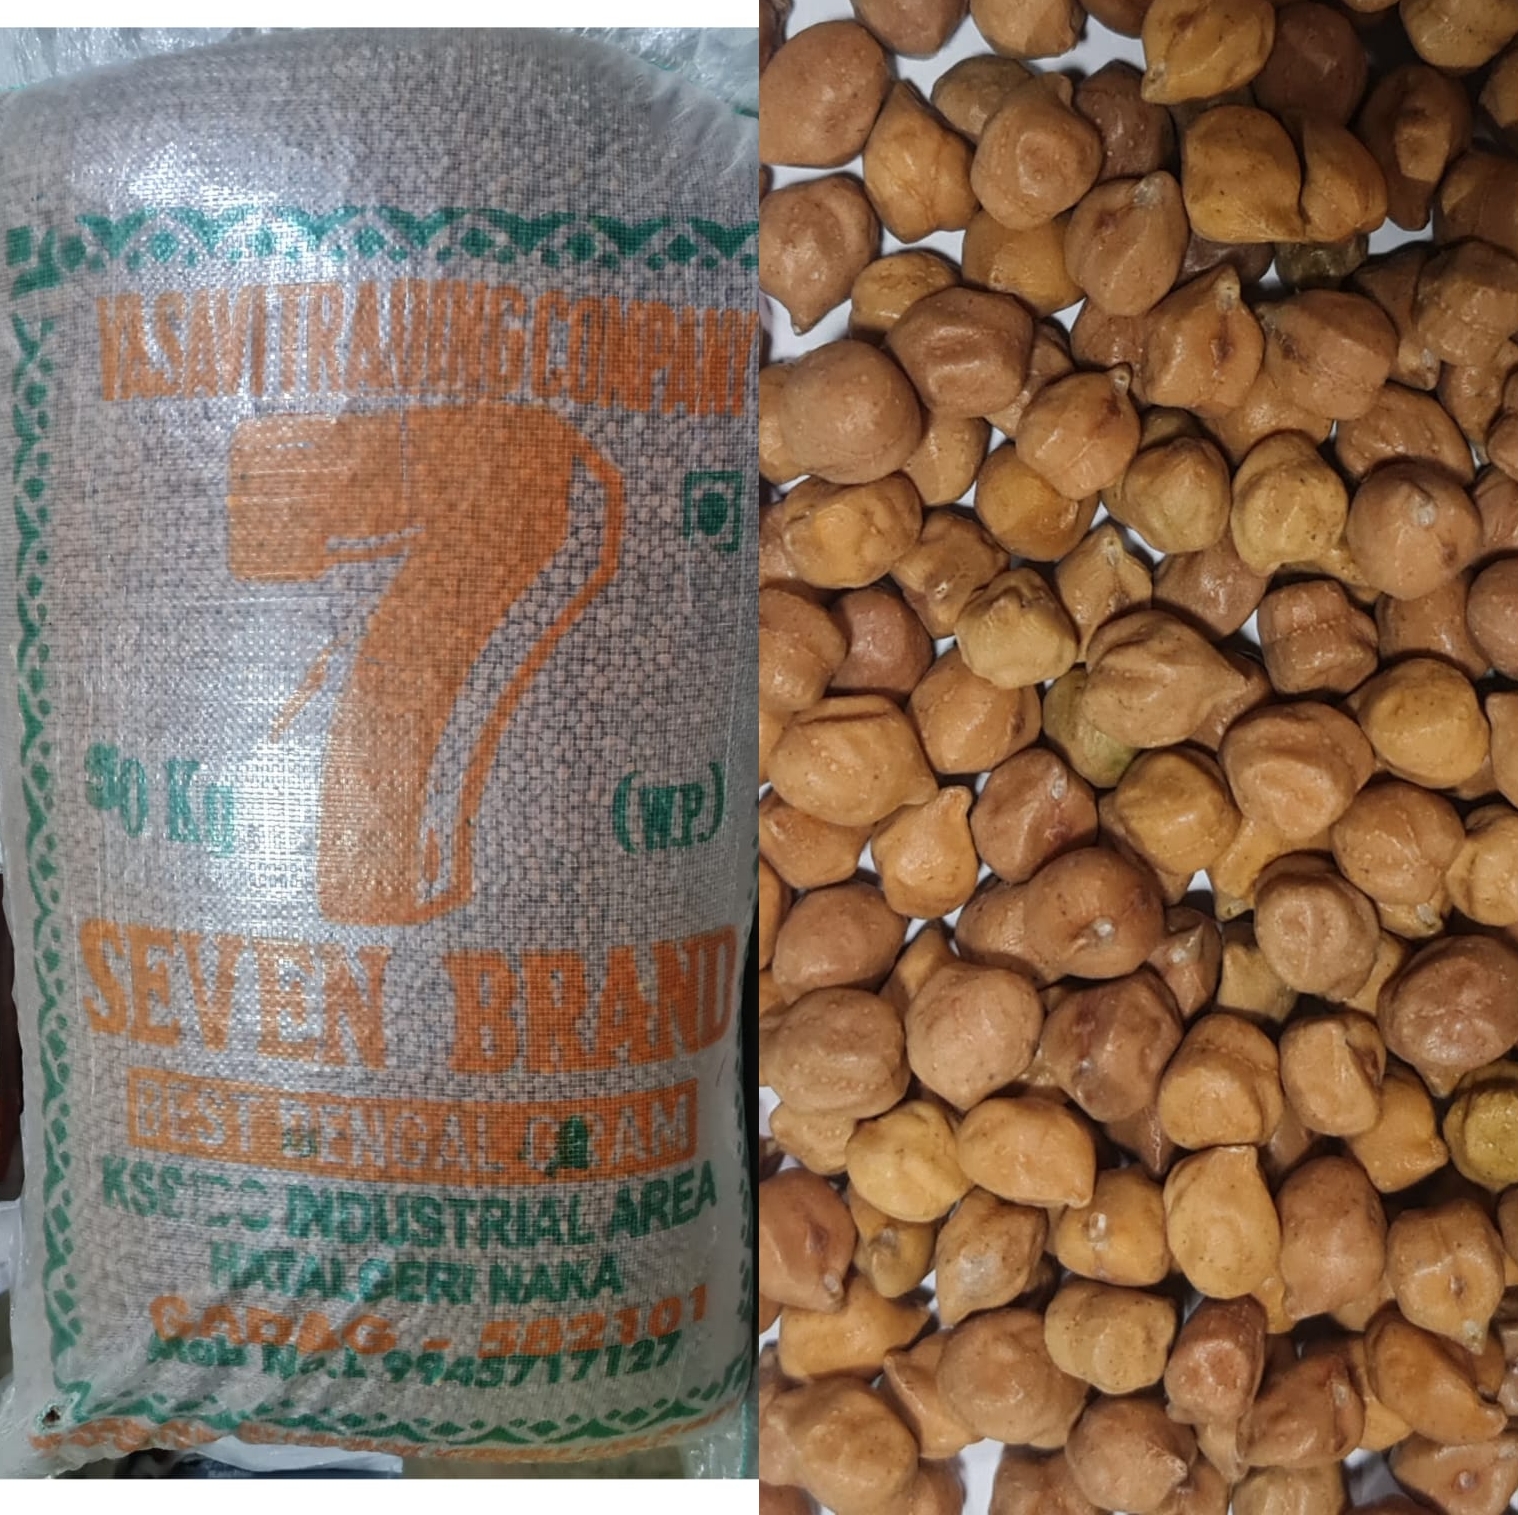 VASAVI TRADING COMPANY
7
50 Kg
(W.P.)
SEVEN BRAND
BEST BENGAL GRAM
KSSIDC INDUSTRIAL AREA
HATALGERI NAKA
GADAG - 582101
Mob No.: 9945717127